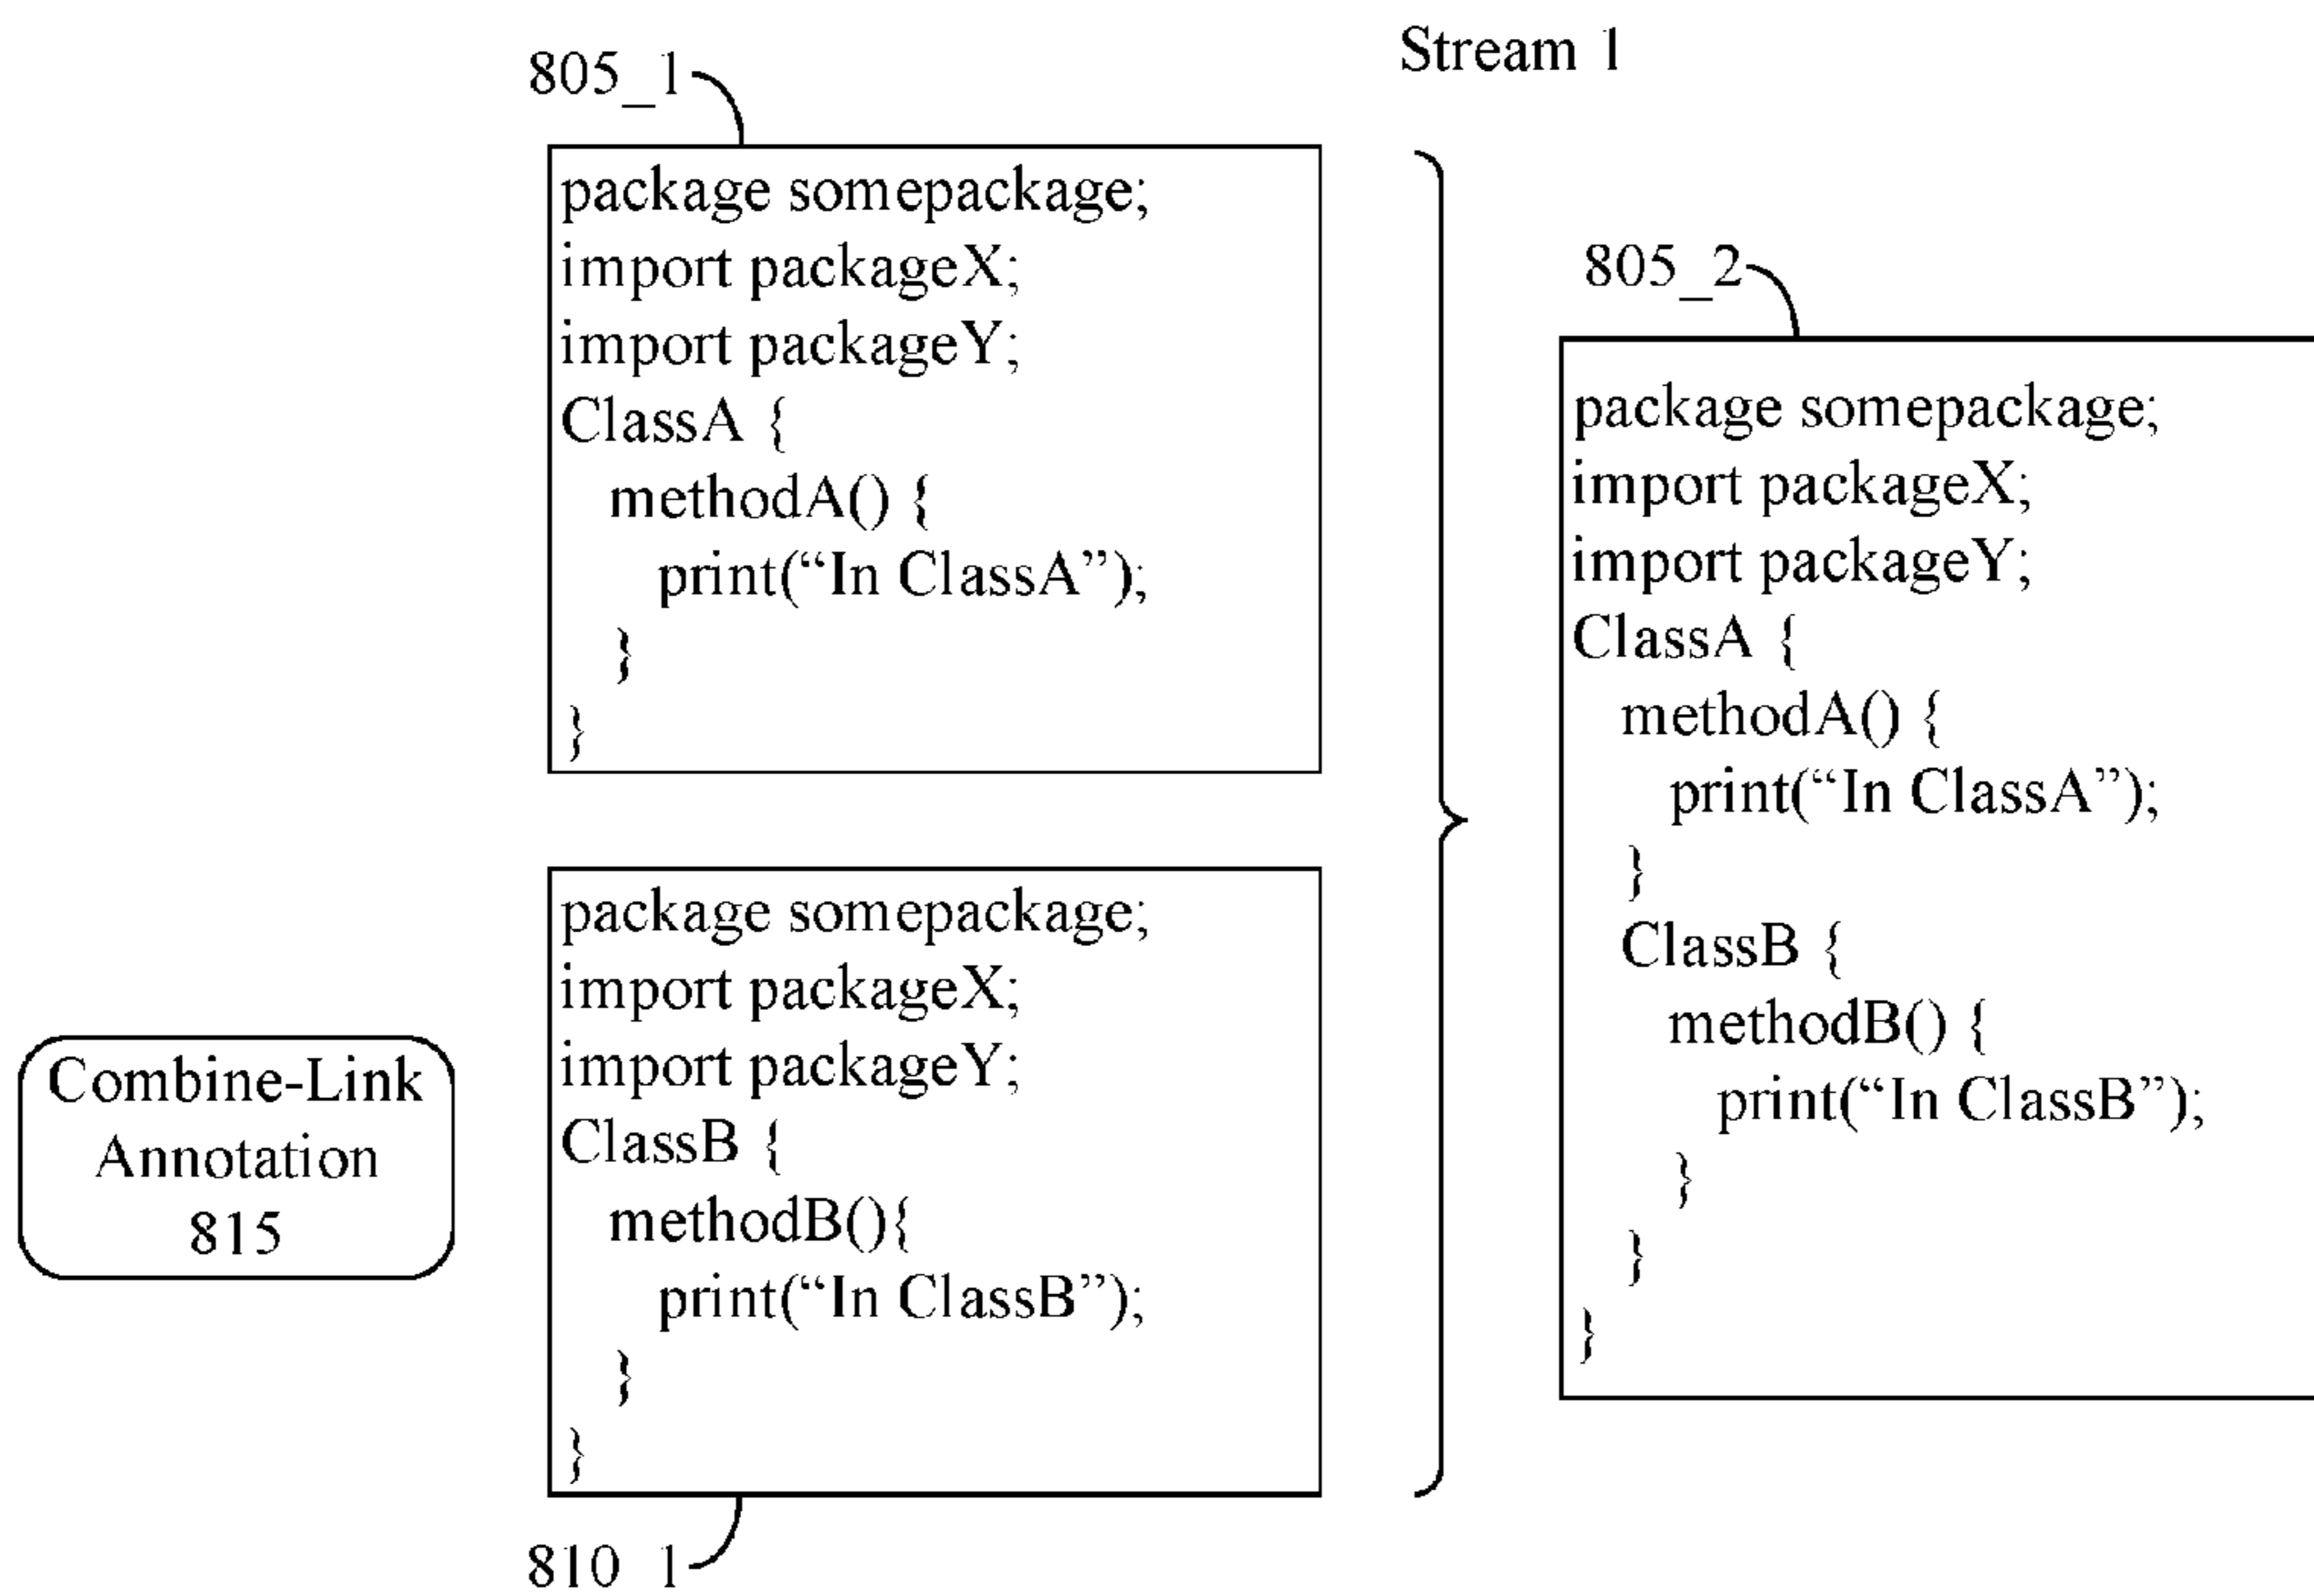 Stream 1
805_1
package somepackage;
import packageX;
import packageY;
ClassA {
methodA() {
print(“In ClassA”);
}
}
package somepackage;
import packageX;
import packageY;
ClassB {
methodB(){
print(“In ClassB”);
}
}
810_1
Combine-Link
Annotation
815
805_2
package somepackage;
import packageX;
import packageY;
ClassA {
methodA() {
print(“In ClassA”);
}
ClassB {
methodB() {
print(“In ClassB”);
}
}
}